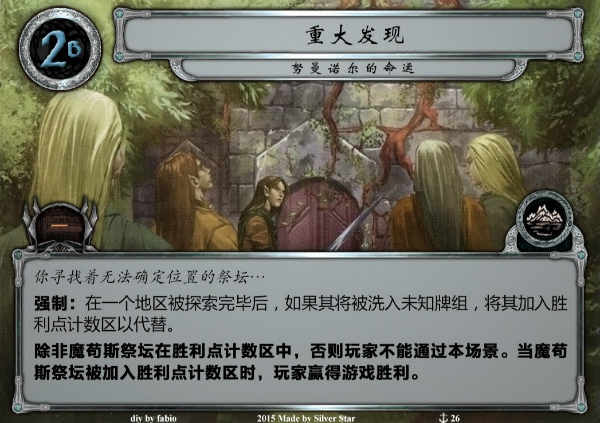 2B
重大发现
努曼诺尔的命运
你寻找着无法确定位置的祭坛…
强制：在一个地区被探索完毕后，如果其将被洗入未知牌组，将其加入胜
利点计数区以代替。
除非魔苟斯祭坛在胜利点计数区中，否则玩家不能通过本场景。当魔苟
斯祭坛被加入胜利点计数区时，玩家赢得游戏胜利。
diy by fabio 2015 Made by Silver Star 26